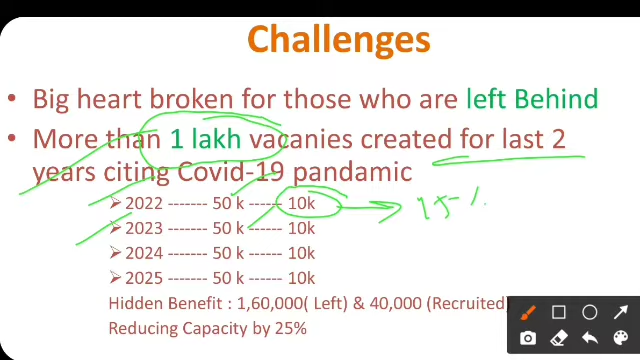 Challenges
• Big heart broken for those who are left Behind
• More than 1 lakh vacanies created for last 2
years citing Covid-19 pandamic
➢ 2022 ------- 50 k ------ 10k
➢ 2023 ------- 50 k ------ 10k
➢ 2024 ------- 50 k ------ 10k
➢ 2025 ------- 50 k ------ 10k
Hidden Benefit : 1,60,000( Left) & 40,000 (Recruited)
Reducing Capacity by 25%